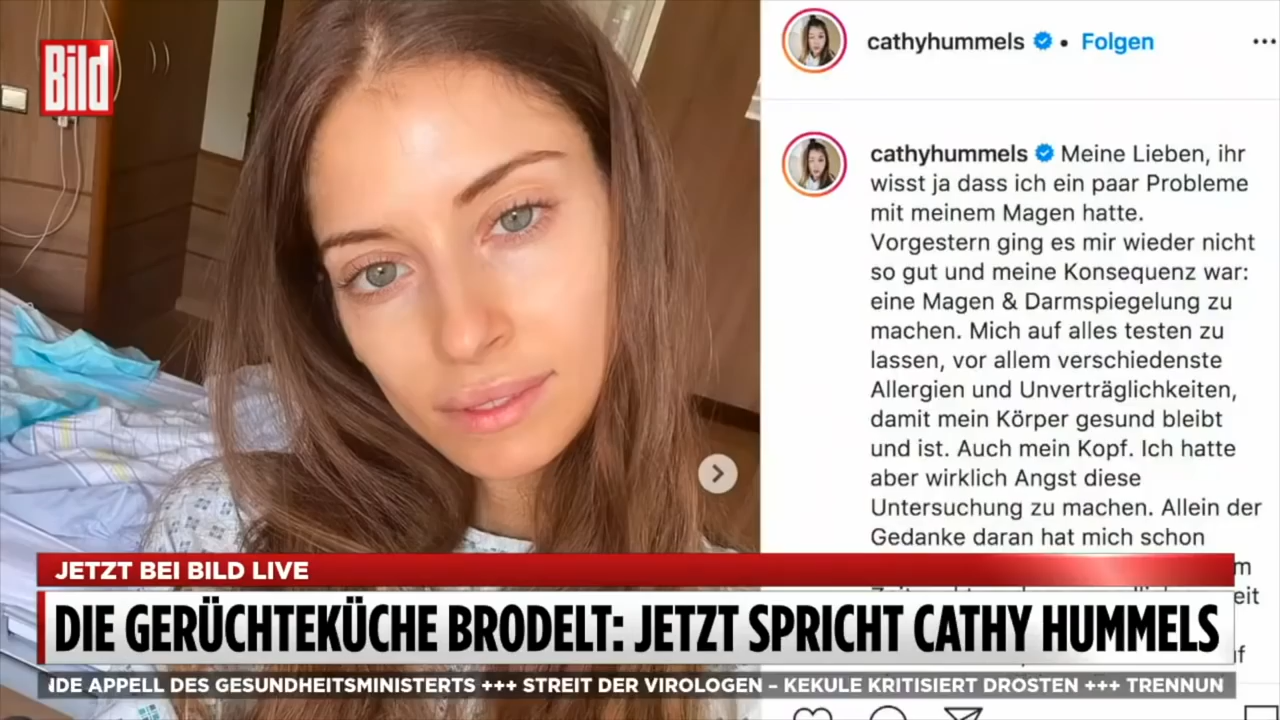 Bild
cathyhummels • Folgen
cathyhummels Meine Lieben, ihr
wisst ja dass ich ein paar Probleme
mit meinem Magen hatte.
Vorgestern ging es mir wieder nicht
so gut und meine Konsequenz war:
eine Magen & Darmspiegelung zu
machen. Mich auf alles testen zu
lassen, vor allem verschiedenste
Allergien und Unverträglichkeiten,
damit mein Körper gesund bleibt
und ist. Auch mein Kopf. Ich hatte
aber wirklich Angst diese
Untersuchung zu machen. Allein der
Gedanke daran hat mich schon
JETZT BEI BILD LIVE
DIE GERÜCHTEKÜCHE BRODELT: JETZT SPRICHT CATHY HUMMELS
NDE APPELL DES GESUNDHEITSMINISTERTS +++ STREIT DER VIROLOGEN – KEKULE KRITISIERT DROSTEN +++ TRENNUN